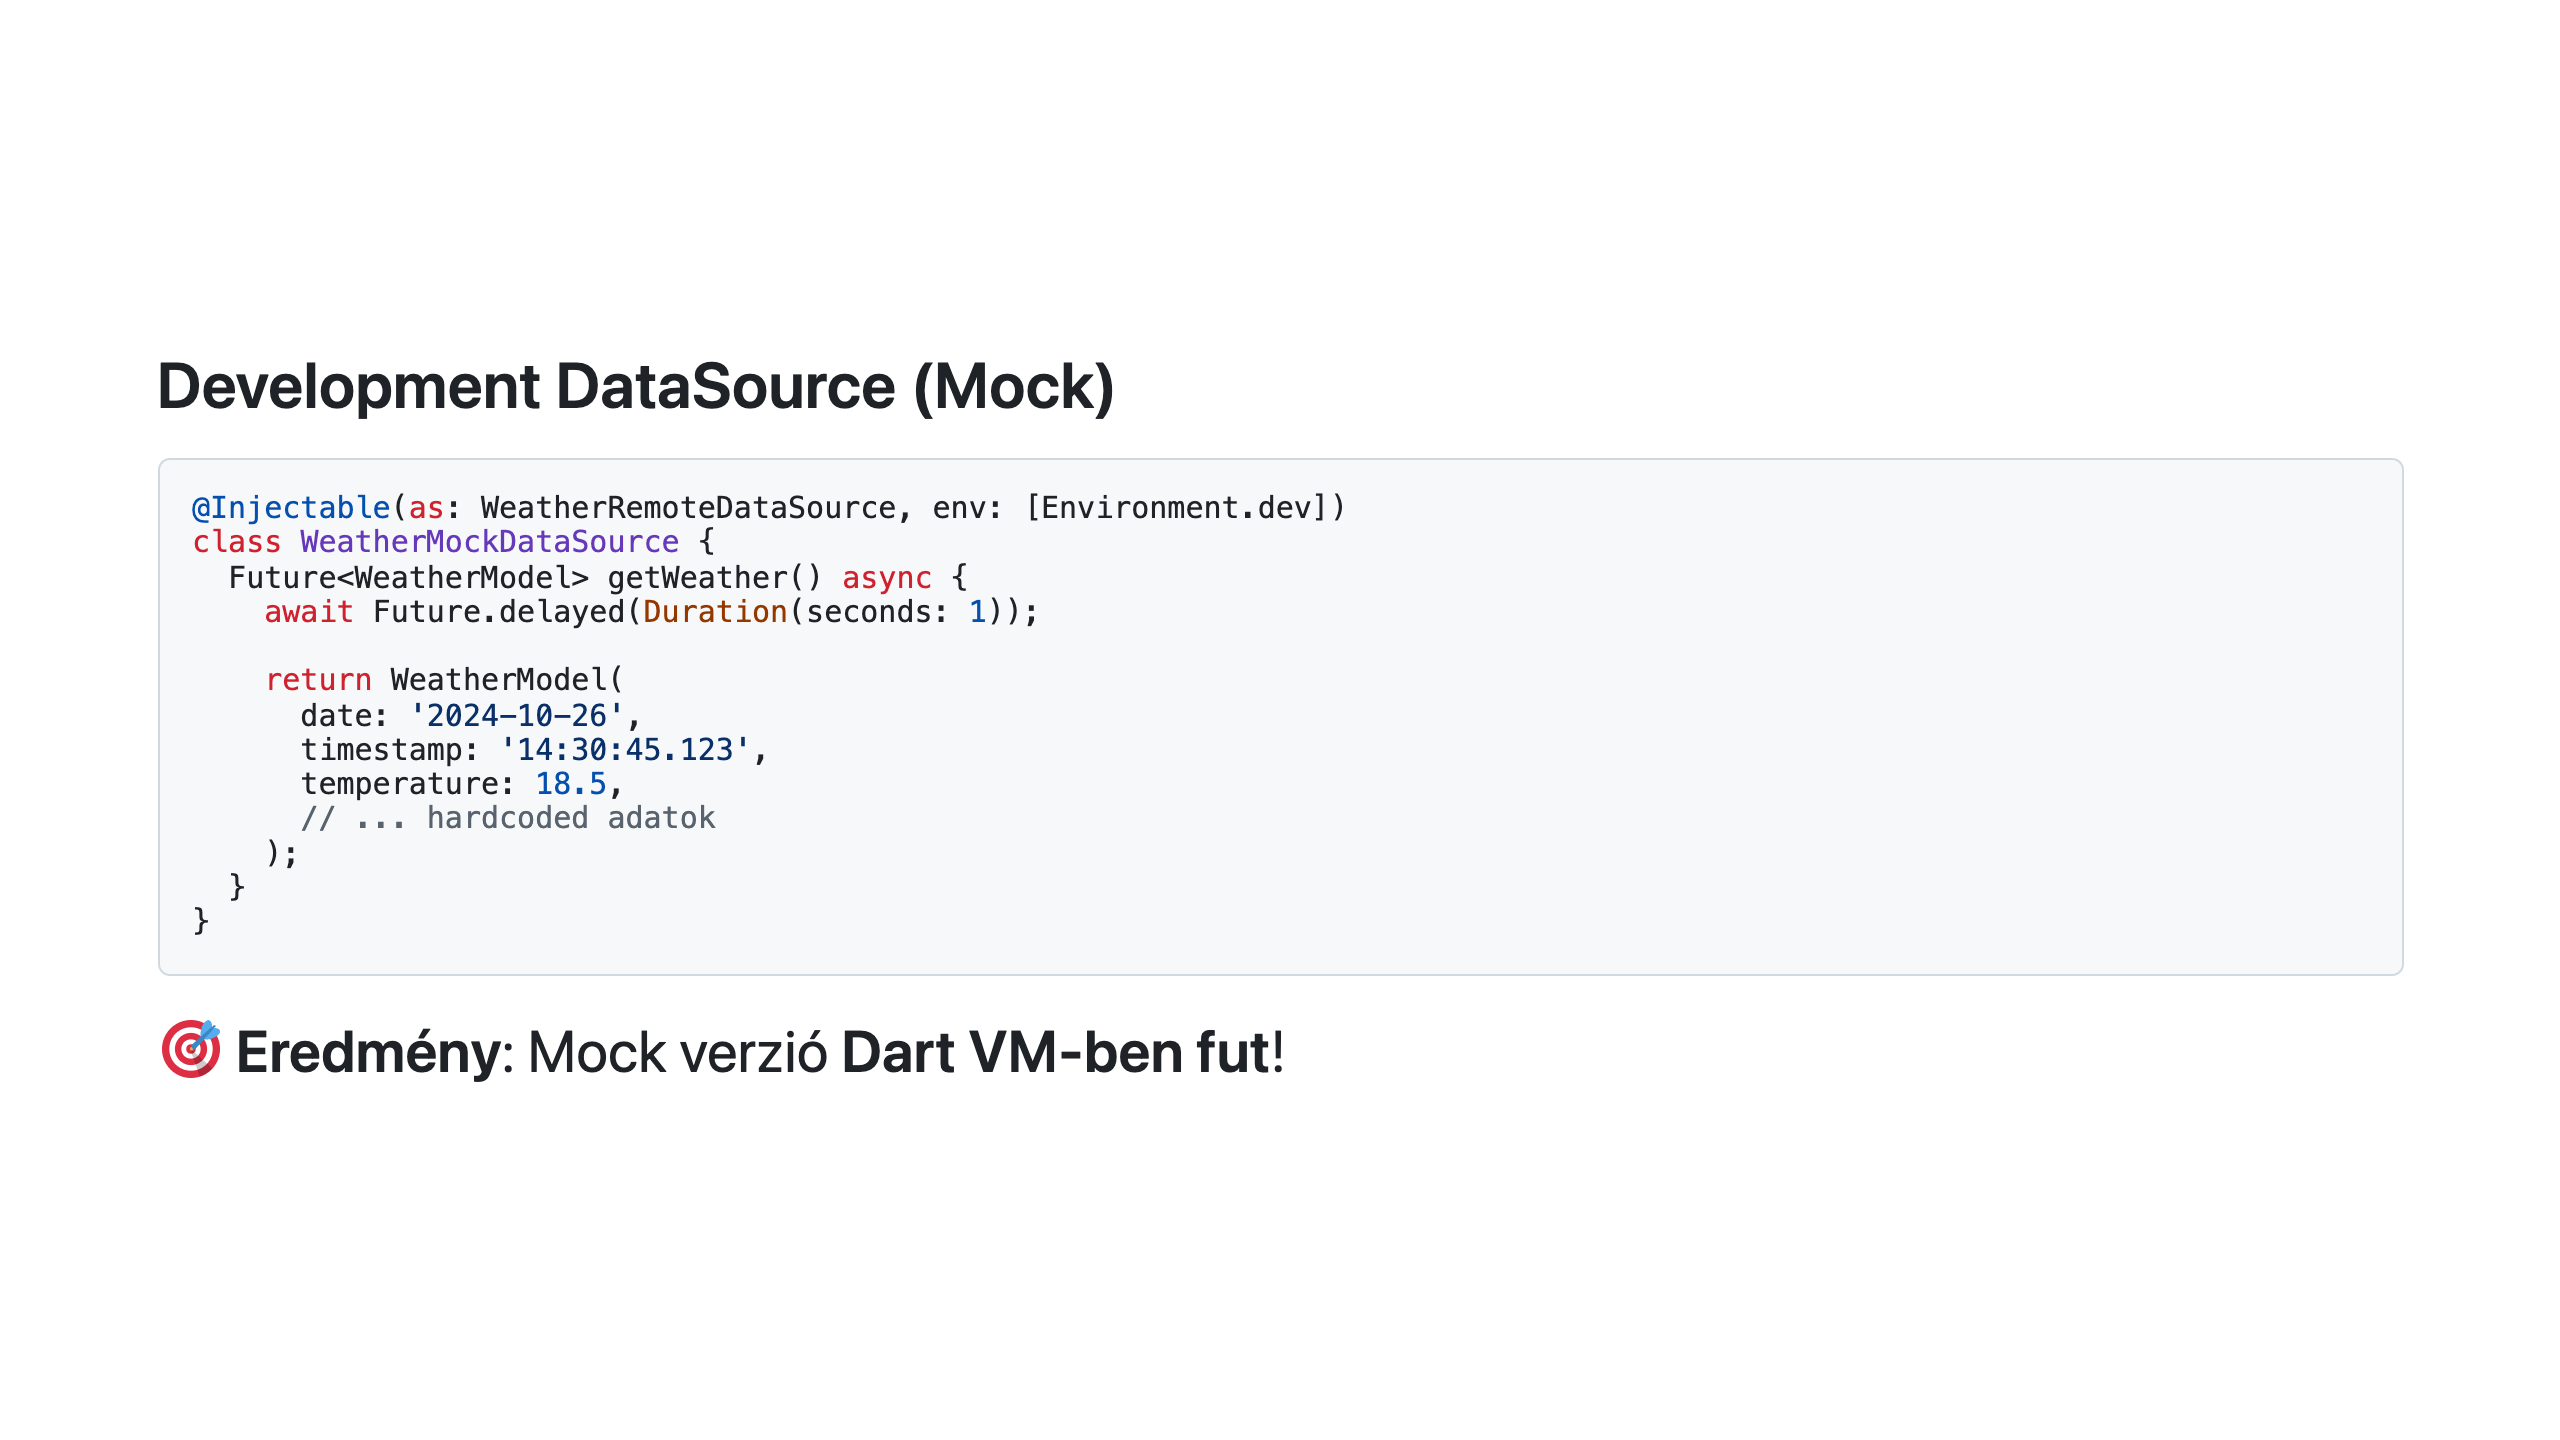 Development DataSource (Mock)
@Injectable(as: WeatherRemoteDataSource, env: [Environment.dev])
class WeatherMockDataSource {
  Future<WeatherModel> getWeather() async {
    await Future.delayed(Duration(seconds: 1));

    return WeatherModel(
      date: '2024-10-26',
      timestamp: '14:30:45.123',
      temperature: 18.5,
      // ... hardcoded adatok
    );
  }
}
🎯 Eredmény: Mock verzió Dart VM-ben fut!